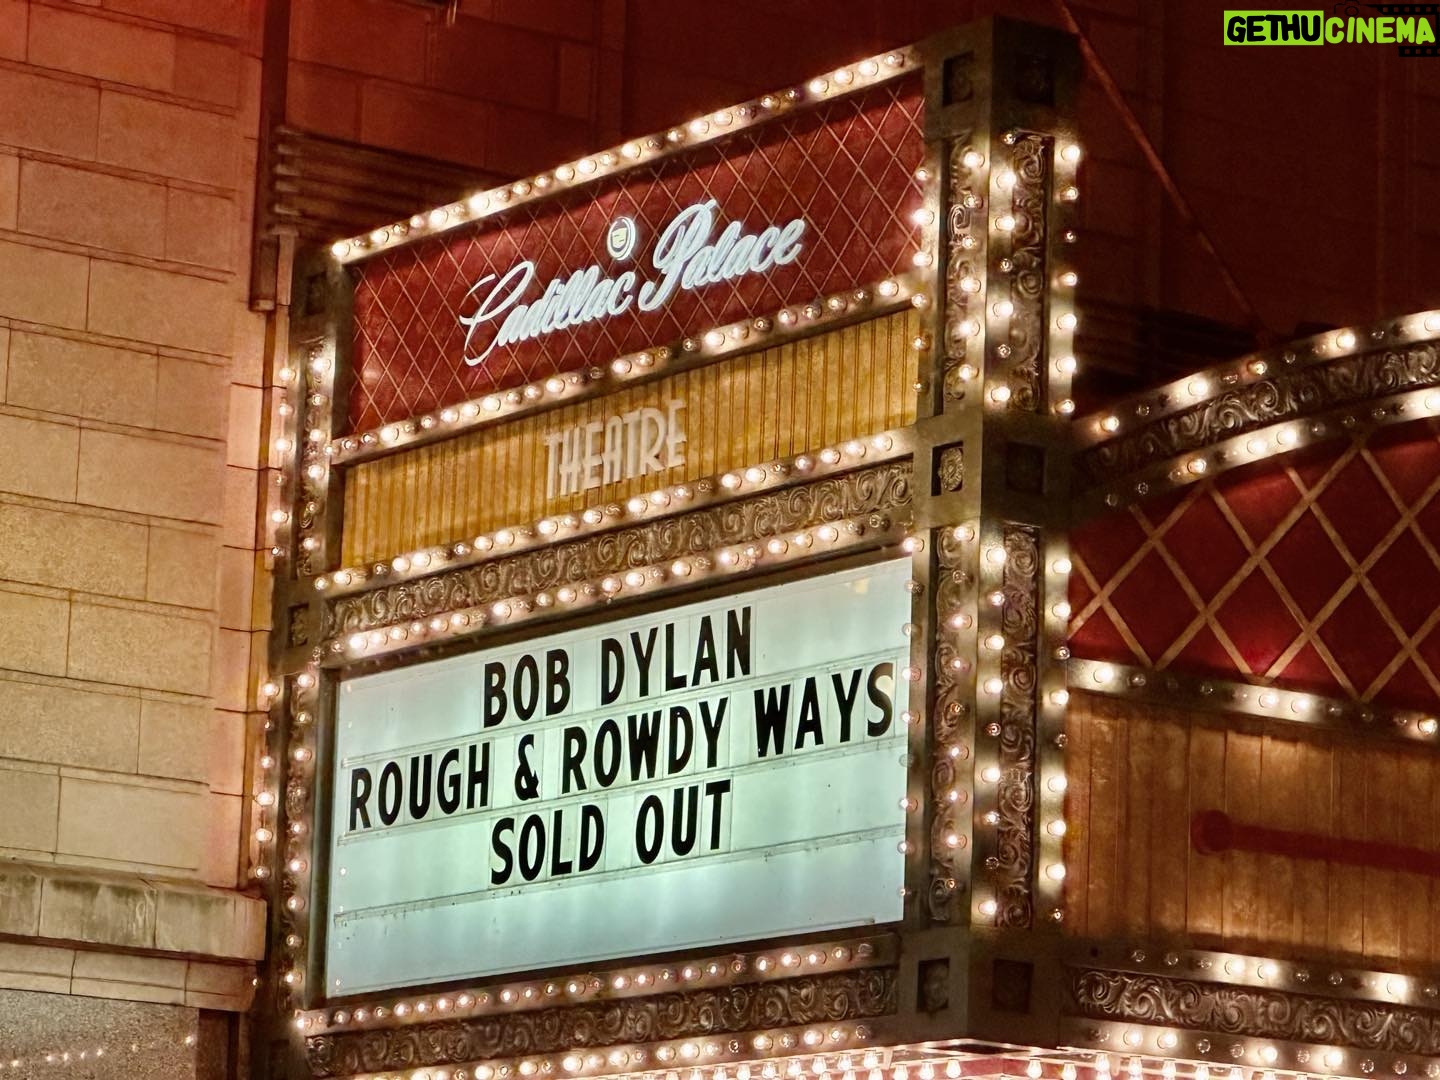 GETHUCINEMA
Cadillac Palace
THEATRE
BOB DYLAN
ROUGH & ROWDY WAYS
SOLD OUT